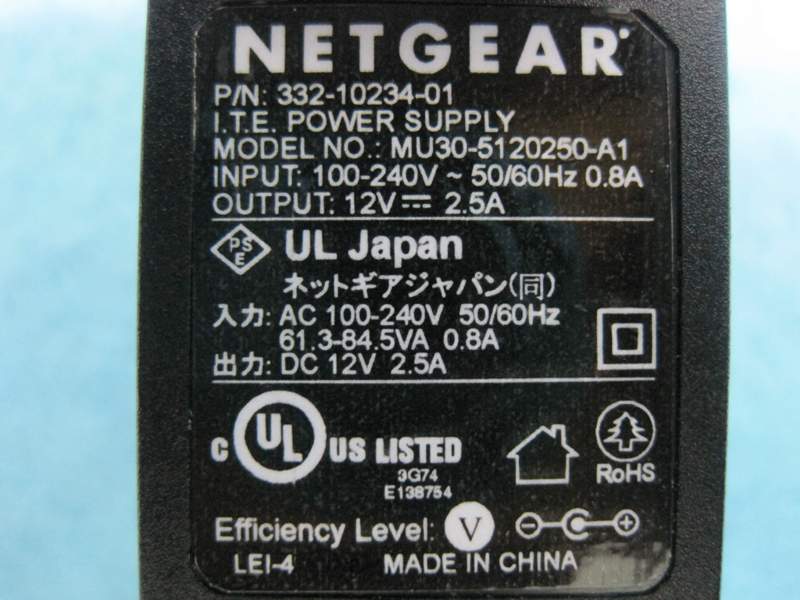 NETGEAR
P/N: 332-10234-01
I.T.E. POWER SUPPLY
MODEL NO.: MU30-5120250-A1
INPUT: 100-240V ~ 50/60Hz 0.8A
OUTPUT: 12V ⎓ 2.5A
PSE UL Japan
ネットギアジャパン(同)
入力: AC 100-240V 50/60Hz
61.3-84.5VA 0.8A
出力: DC 12V 2.5A
C UL US LISTED
3G74
E138754
RoHS
Efficiency Level: V
LEI-4 MADE IN CHINA